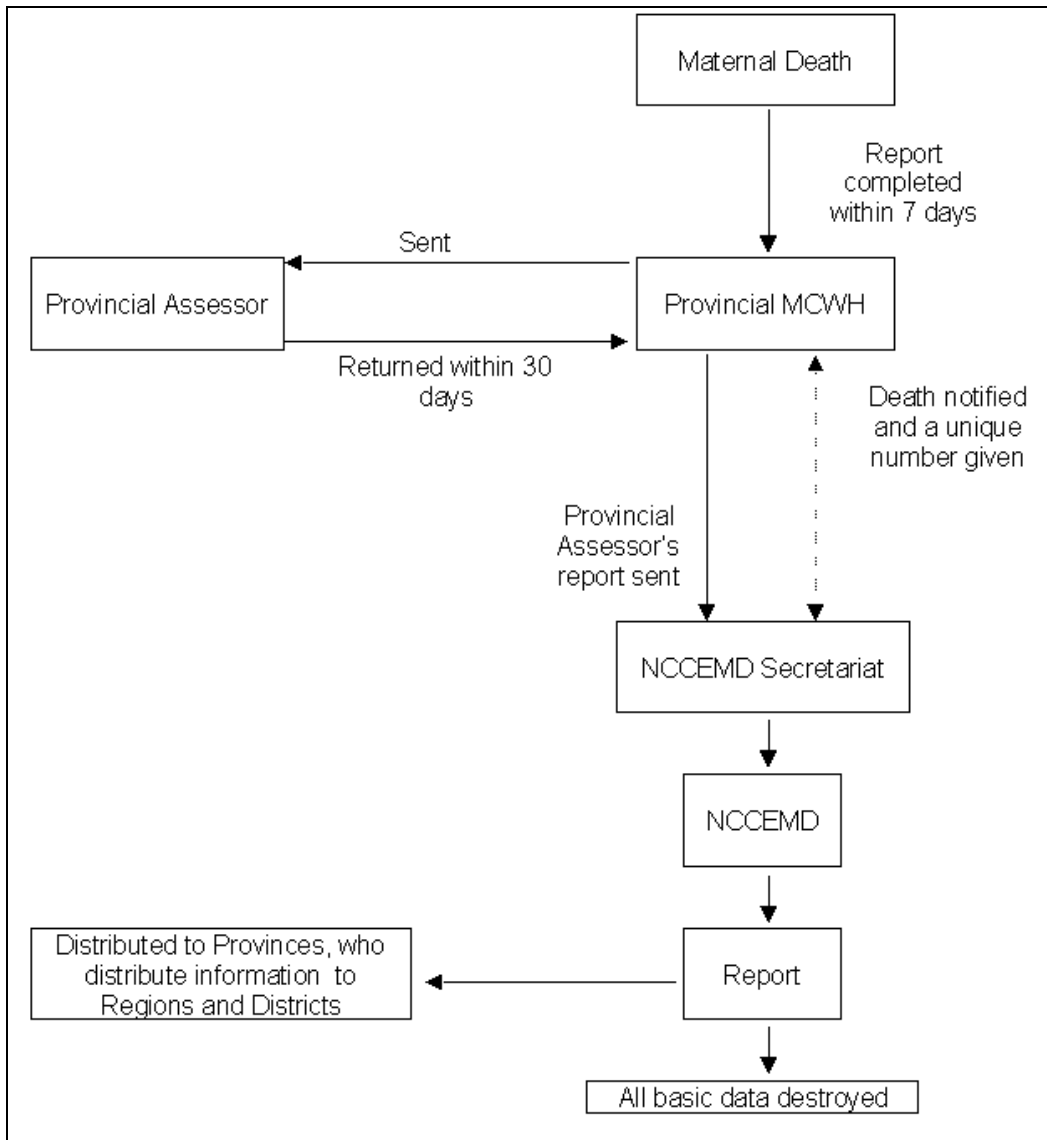 Maternal Death
Report
completed
within 7 days
Sent
Provincial Assessor
Provincial MCWH
Returned within 30
days
Death notified
and a unique
number given
Provincial
Assessor's
report sent
NCCEMD Secretariat
NCCEMD
Distributed to Provinces, who
distribute information to
Regions and Districts
Report
All basic data destroyed